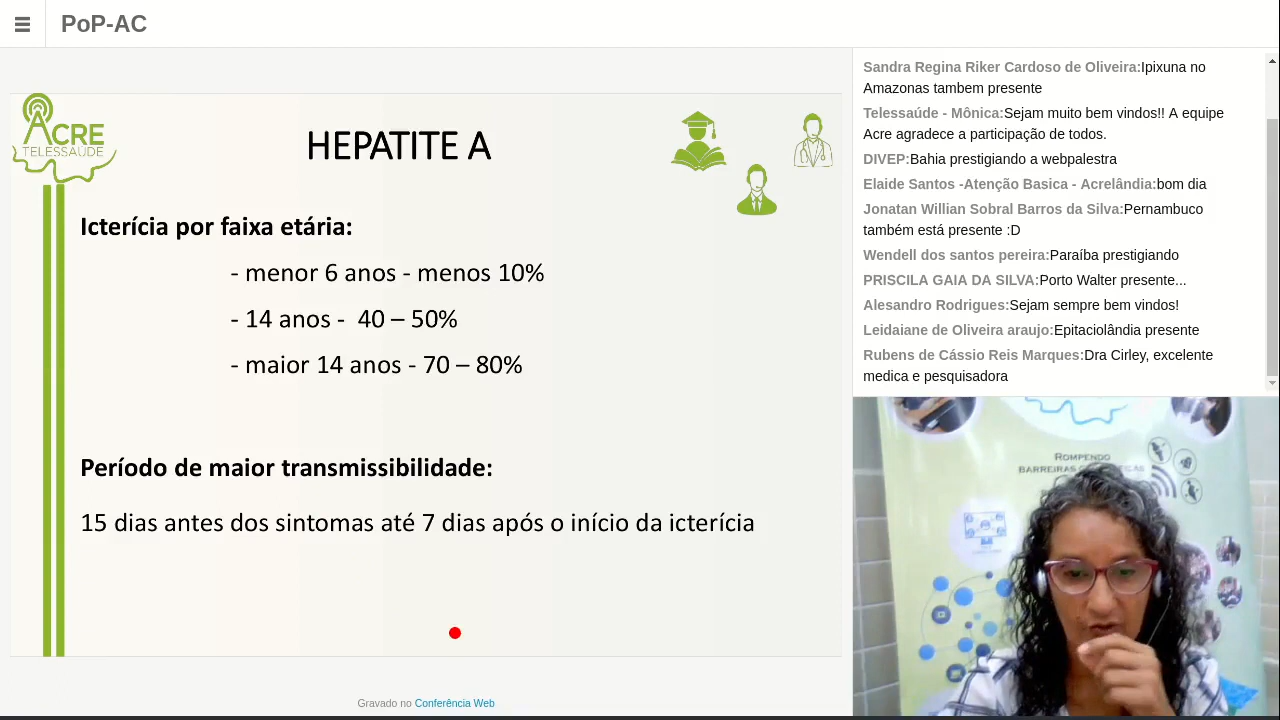 PoP-AC
ACRE
TELESSAÚDE
HEPATITE A
Icterícia por faixa etária:
- menor 6 anos - menos 10%
- 14 anos -  40 – 50%
- maior 14 anos - 70 – 80%
Período de maior transmissibilidade:
15 dias antes dos sintomas até 7 dias após o início da icterícia
Gravado no Conferência Web
Sandra Regina Riker Cardoso de Oliveira:Ipixuna no
Amazonas tambem presente
Telessaúde - Mônica:Sejam muito bem vindos!! A equipe
Acre agradece a participação de todos.
DIVEP:Bahia prestigiando a webpalestra
Elaide Santos -Atenção Basica - Acrelândia:bom dia
Jonatan Willian Sobral Barros da Silva:Pernambuco
também está presente :D
Wendell dos santos pereira:Paraíba prestigiando
PRISCILA GAIA DA SILVA:Porto Walter presente...
Alesandro Rodrigues:Sejam sempre bem vindos!
Leidaiane de Oliveira araujo:Epitaciolândia presente
Rubens de Cássio Reis Marques:Dra Cirley, excelente
medica e pesquisadora
ROMPENDO
BARREIRAS